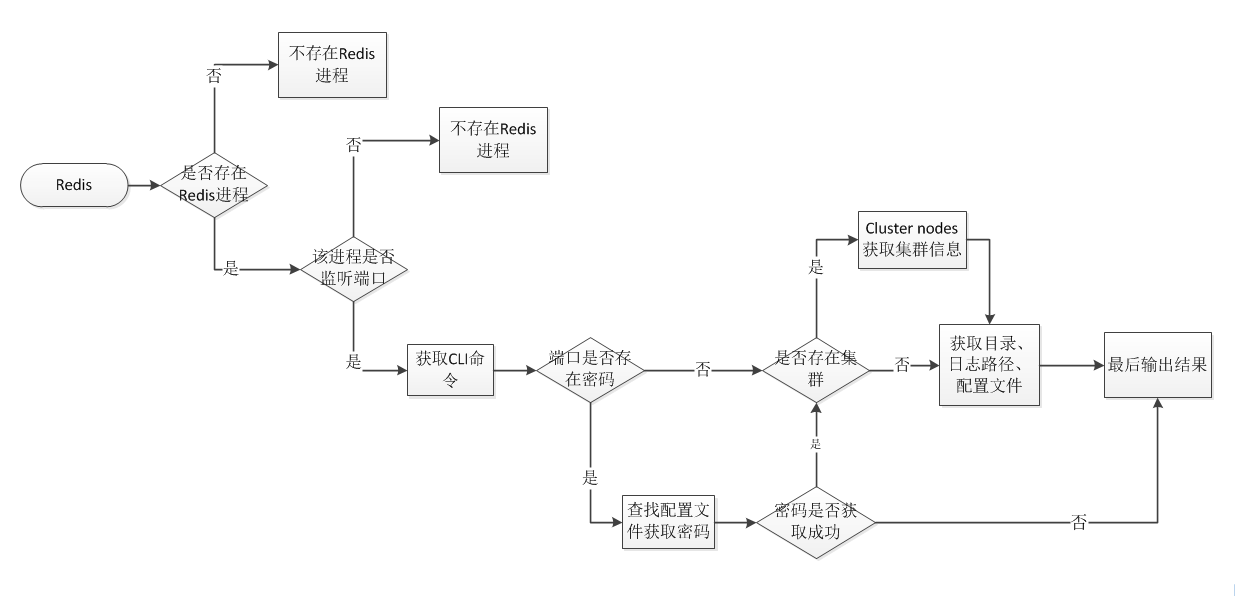 不存在Redis
进程
否
不存在Redis
进程
否
Redis
是否存在
Redis进程
是
该进程是否
监听端口
是
获取CLI命
令
端口是否存
在密码
否
是否存在集
群
是
Cluster nodes
获取集群信息
否
获取目录、
日志路径、
配置文件
最后输出结果
是
查找配置文
件获取密码
密码是否获
取成功
是
否